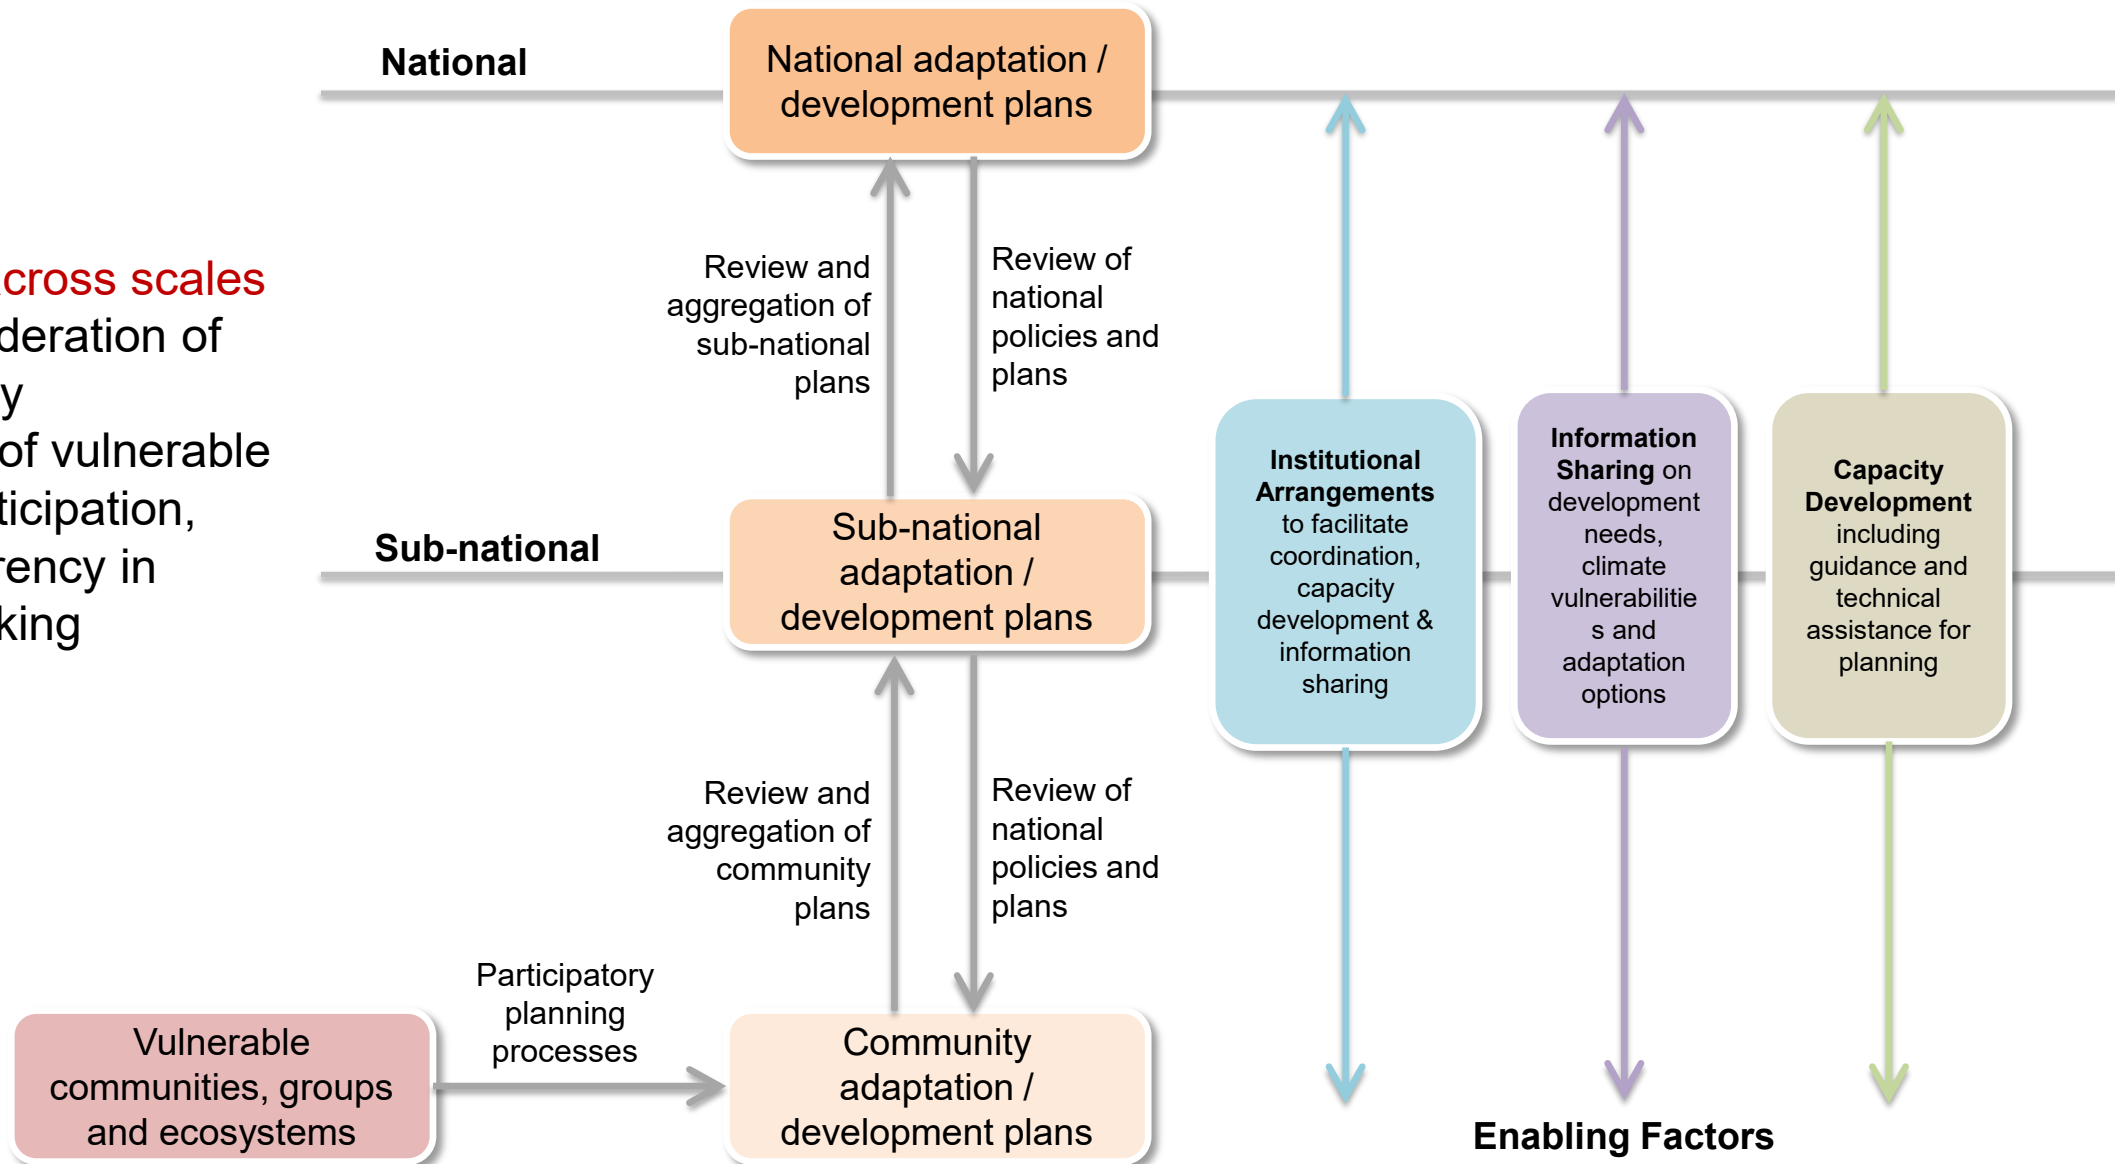 National
National adaptation /
development plans
cross scales
deration of
y
of vulnerable
ticipation,
rency in
king
Review and
aggregation of
sub-national
plans
Review of
national
policies and
plans
Sub-national
Sub-national
adaptation /
development plans
Institutional
Arrangements
to facilitate
coordination,
capacity
development &
information
sharing
Information
Sharing on
development
needs,
climate
vulnerabilitie
s and
adaptation
options
Capacity
Development
including
guidance and
technical
assistance for
planning
Review and
aggregation of
community
plans
Review of
national
policies and
plans
Participatory
planning
processes
Vulnerable
communities, groups
and ecosystems
Community
adaptation /
development plans
Enabling Factors